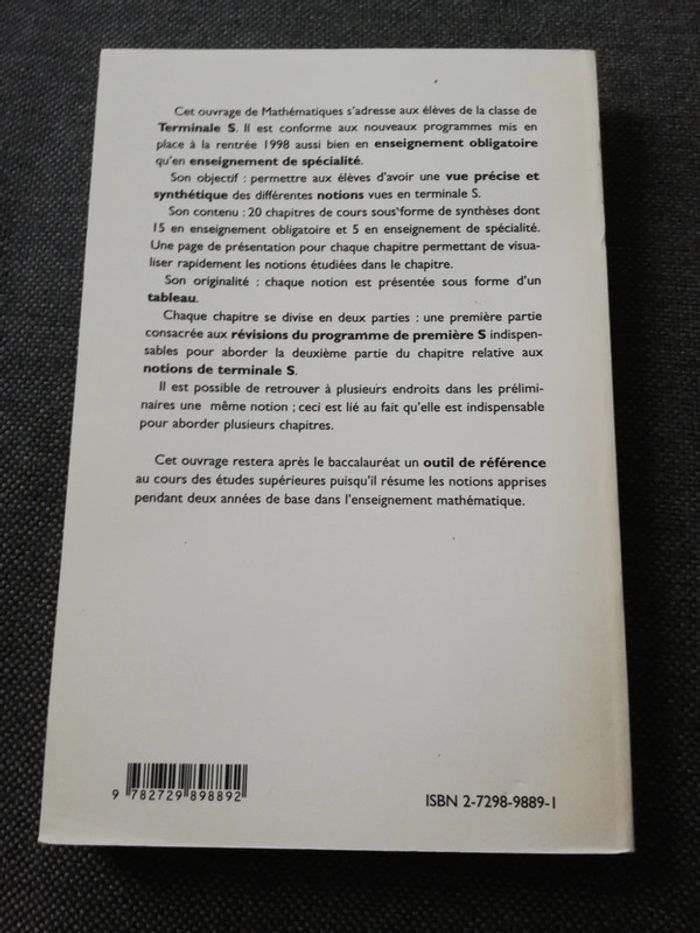 Cet ouvrage de Mathématiques s'adresse aux élèves de la classe de
Terminale S. Il est conforme aux nouveaux programmes mis en
place à la rentrée 1998 aussi bien en enseignement obligatoire
qu'en enseignement de spécialité.
Son objectif : permettre aux élèves d'avoir une vue précise et
synthétique des différentes notions vues en terminale S.
Son contenu : 20 chapitres de cours sous forme de synthèses dont
15 en enseignement obligatoire et 5 en enseignement de spécialité.
Une page de présentation pour chaque chapitre permettant de visua-
liser rapidement les notions étudiées dans le chapitre.
Son originalité : chaque notion est présentée sous forme d'un
tableau.
Chaque chapitre se divise en deux parties : une première partie
consacrée aux révisions du programme de première S indispen-
sables pour aborder la deuxième partie du chapitre relative aux
notions de terminale S.
Il est possible de retrouver à plusieurs endroits dans les prélimi-
naires une même notion ; ceci est lié au fait qu'elle est indispensable
pour aborder plusieurs chapitres.
Cet ouvrage restera après le baccalauréat un outil de référence
au cours des études supérieures puisqu'il résume les notions apprises
pendant deux années de base dans l'enseignement mathématique.
9 782729 898892
ISBN 2-7298-9889-1